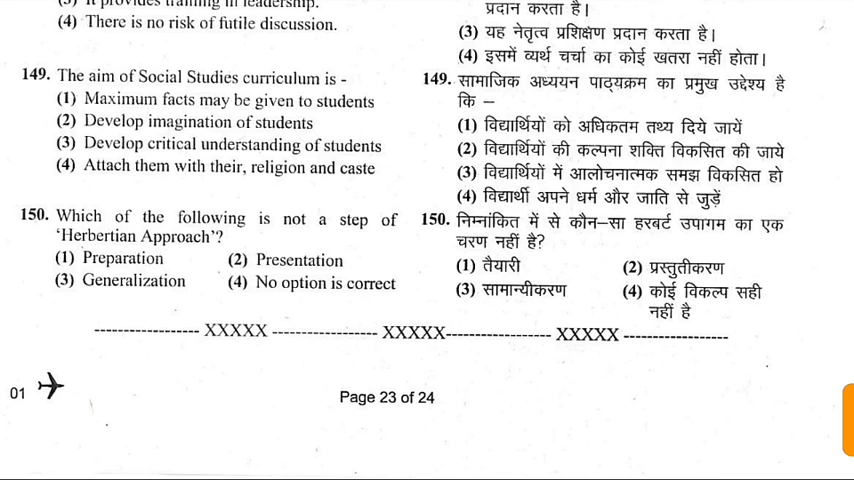 (3) It provides training in leadership.
(4) There is no risk of futile discussion.
149. The aim of Social Studies curriculum is -
(1) Maximum facts may be given to students
(2) Develop imagination of students
(3) Develop critical understanding of students
(4) Attach them with their, religion and caste
150. Which of the following is not a step of
‘Herbertian Approach’?
(1) Preparation (2) Presentation
(3) Generalization (4) No option is correct
प्रदान करता है।
(3) यह नेतृत्व प्रशिक्षण प्रदान करता है।
(4) इसमें व्यर्थ चर्चा का कोई खतरा नहीं होता।
149. सामाजिक अध्ययन पाठ्यक्रम का प्रमुख उद्देश्य है
कि –
(1) विद्यार्थियों को अधिकतम तथ्य दिये जायें
(2) विद्यार्थियों की कल्पना शक्ति विकसित की जाये
(3) विद्यार्थियों में आलोचनात्मक समझ विकसित हो
(4) विद्यार्थी अपने धर्म और जाति से जुड़ें
150. निम्नांकित में से कौन–सा हरबर्ट उपागम का एक
चरण नहीं है?
(1) तैयारी (2) प्रस्तुतीकरण
(3) सामान्यीकरण (4) कोई विकल्प सही
नहीं है
------------------- XXXXX ------------------- XXXXX------------------- XXXXX -------------------
01
Page 23 of 24